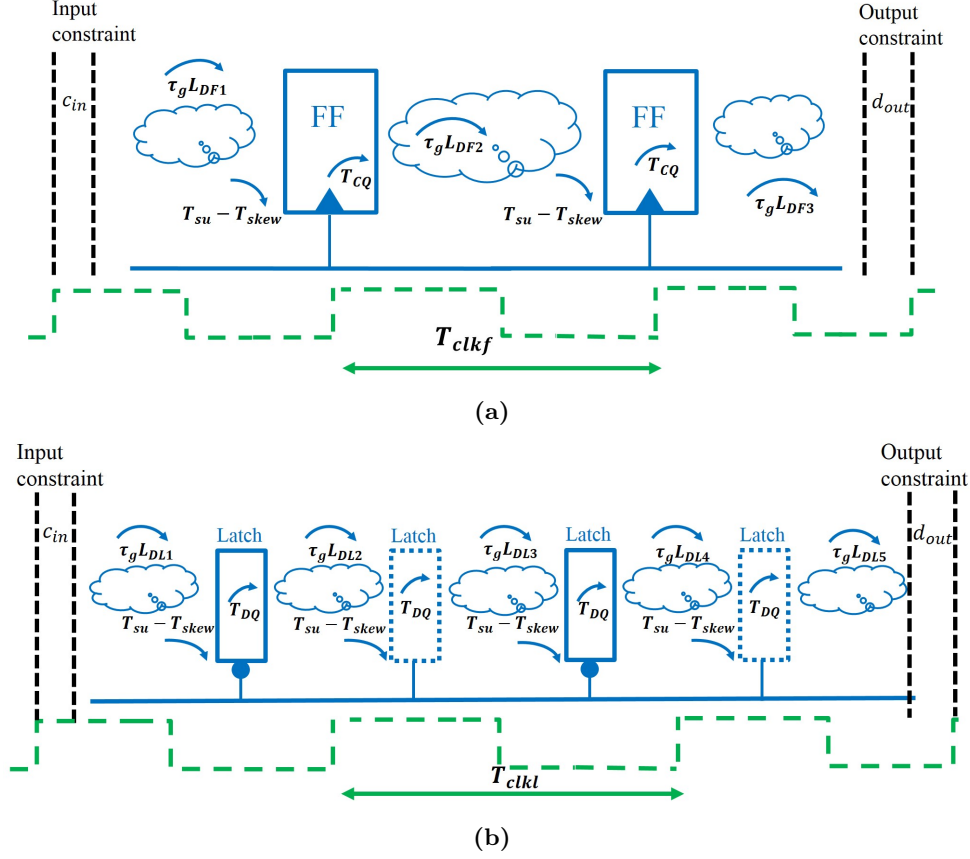 Input
constraint
Output
constraint
c_in
τ_g L_DF1
FF
τ_g L_DF2
FF
d_out
T_CQ
T_CQ
T_su − T_skew
T_su − T_skew
τ_g L_DF3
T_clkf
(a)
Input
constraint
Output
constraint
c_in
τ_g L_DL1
Latch
τ_g L_DL2
Latch
τ_g L_DL3
Latch
τ_g L_DL4
Latch
τ_g L_DL5
d_out
T_DQ
T_DQ
T_DQ
T_DQ
T_su − T_skew
T_su − T_skew
T_su − T_skew
T_su − T_skew
T_clkl
(b)